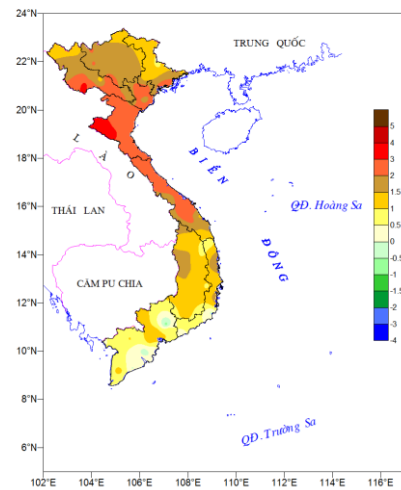 24°N
22°N
20°N
18°N
16°N
14°N
12°N
10°N
8°N
6°N
102°E 104°E 106°E 108°E 110°E 112°E 114°E 116°E
TRUNG QUỐC
LÀO
BIỂN
ĐÔNG
THÁI LAN
QĐ. Hoàng Sa
CĂM PU CHIA
QĐ. Trường Sa
5
4
3
2
1.5
1
0.5
0
-0.5
-1
-1.5
-2
-3
-4